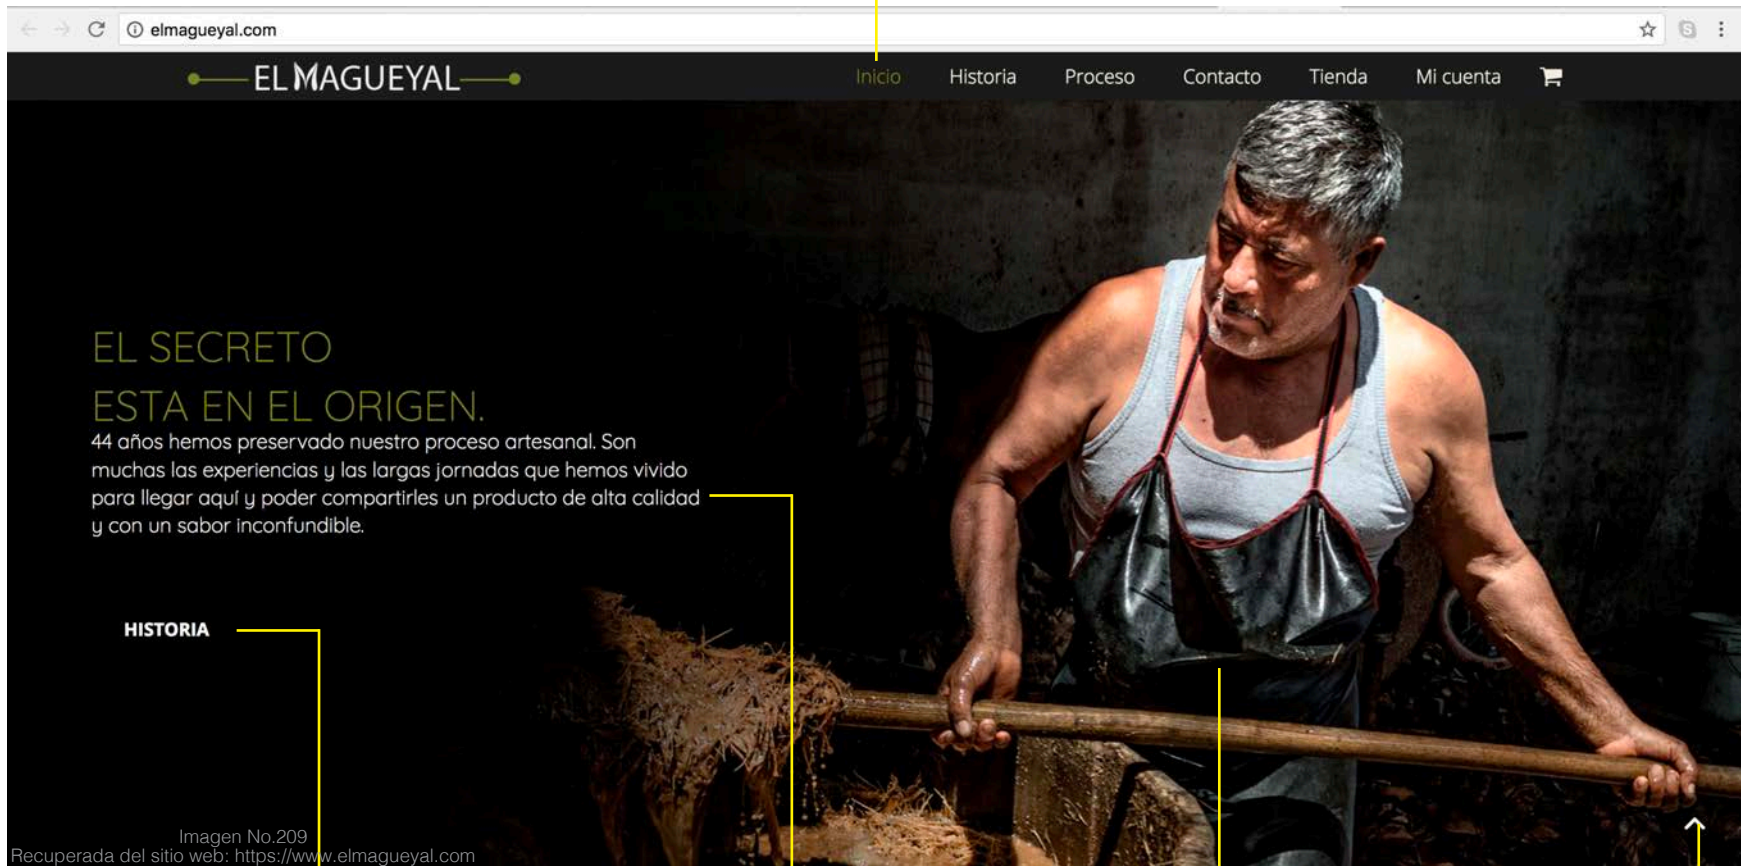 elmagueyal.com
EL MAGUEYAL
Inicio Historia Proceso Contacto Tienda Mi cuenta
EL SECRETO
ESTA EN EL ORIGEN.
44 años hemos preservado nuestro proceso artesanal. Son
muchas las experiencias y las largas jornadas que hemos vivido
para llegar aquí y poder compartirles un producto de alta calidad
y con un sabor inconfundible.
HISTORIA
Imagen No.209
Recuperada del sitio web: https://www.elmagueyal.com